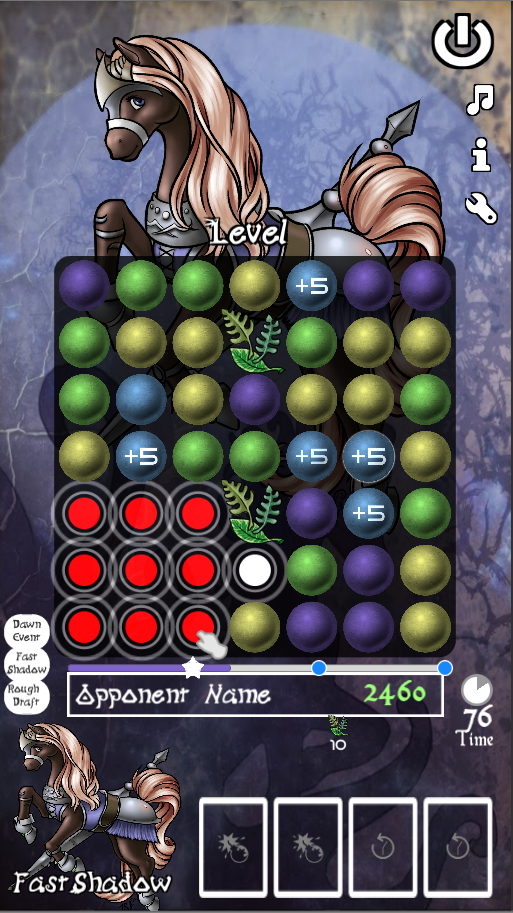 Level
+5
+5 +5 +5
+5
Dawn
Event
Fast
Shadow
Rough
Draft
Opponent Name 2460
76
Time
10
Fast Shadow